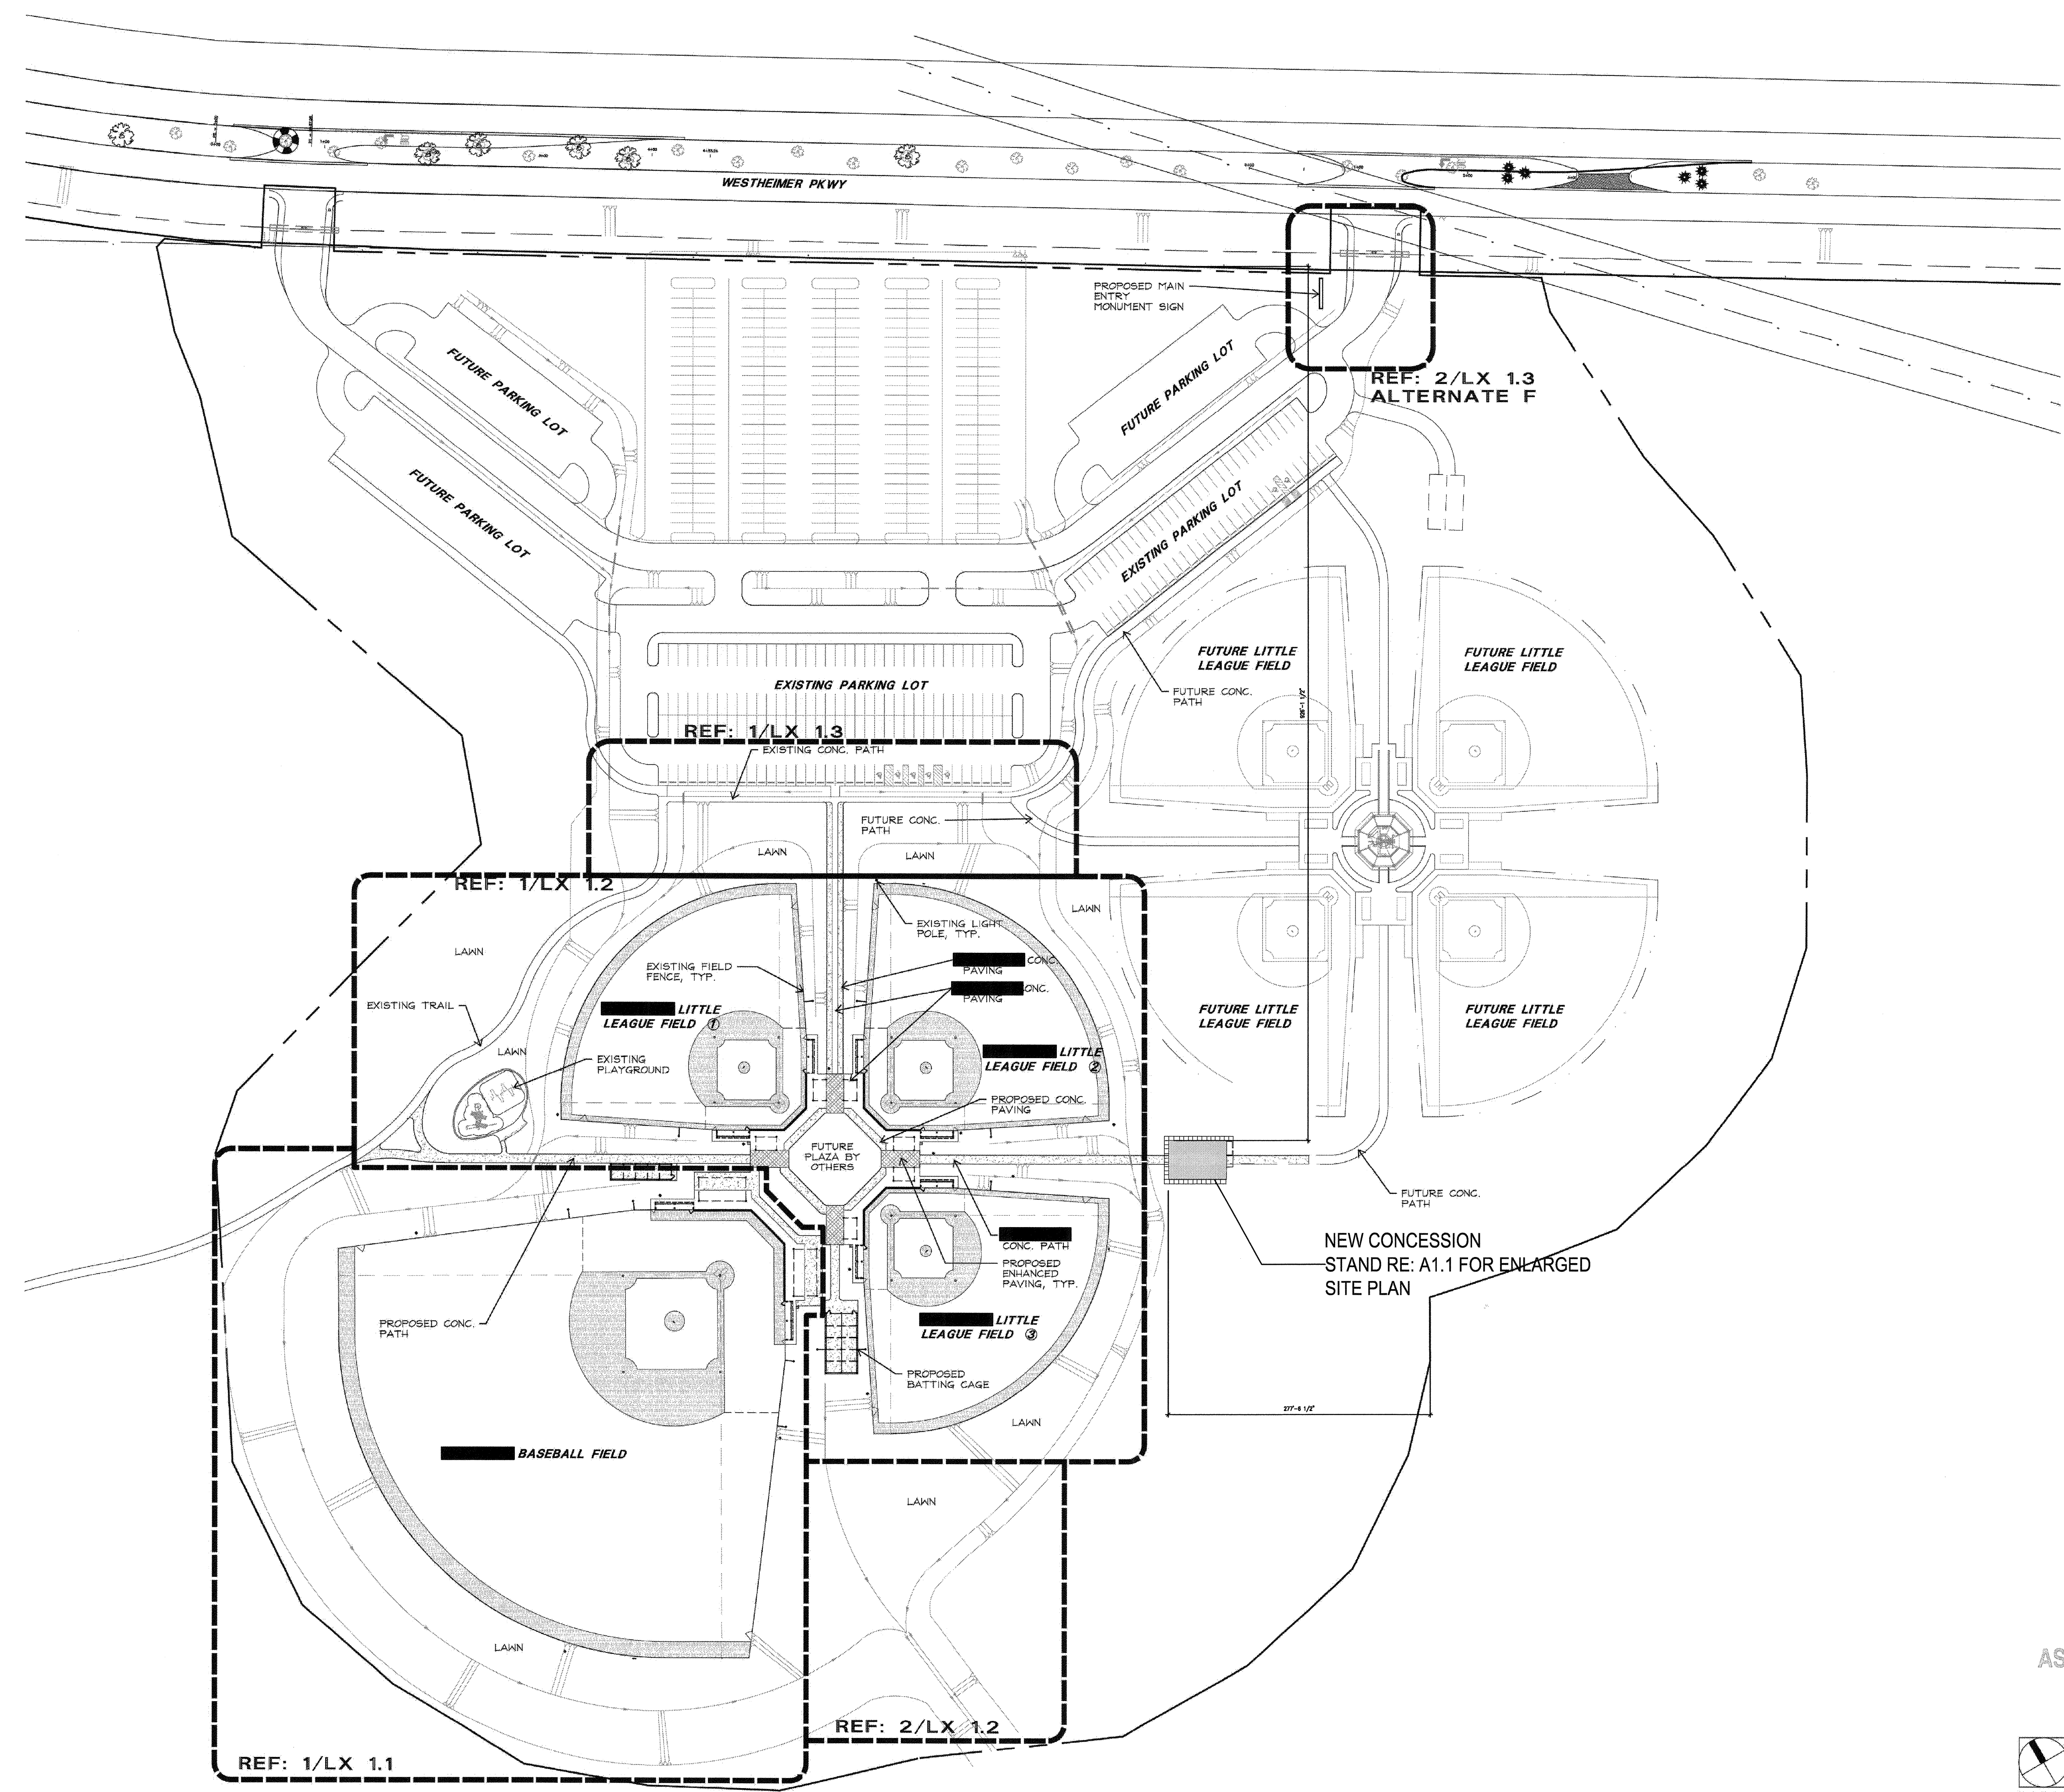 WESTHEIMER PKWY
PROPOSED MAIN
ENTRY
MONUMENT SIGN
FUTURE PARKING LOT
FUTURE PARKING LOT
REF: 2/LX 1.3
ALTERNATE F
FUTURE PARKING LOT
EXISTING PARKING LOT
FUTURE LITTLE
LEAGUE FIELD
FUTURE LITTLE
LEAGUE FIELD
EXISTING PARKING LOT
FUTURE CONC.
PATH
REF: 1/LX 1.3
EXISTING CONC. PATH
FUTURE CONC.
PATH
LAWN
LAWN
REF: 1/LX 1.2
LAWN
EXISTING LIGHT
POLE, TYP.
LAWN
EXISTING FIELD
FENCE, TYP.
CONC.
PAVING
ONC.
PAVING
EXISTING TRAIL
LITTLE
LEAGUE FIELD ①
FUTURE LITTLE
LEAGUE FIELD
FUTURE LITTLE
LEAGUE FIELD
LAWN
EXISTING
PLAYGROUND
LITTLE
LEAGUE FIELD ②
PROPOSED CONC.
PAVING
FUTURE
PLAZA BY
OTHERS
FUTURE CONC.
PATH
CONC. PATH
PROPOSED
ENHANCED
PAVING, TYP.
NEW CONCESSION
STAND RE: A1.1 FOR ENLARGED
SITE PLAN
PROPOSED CONC.
PATH
LITTLE
LEAGUE FIELD ③
PROPOSED
BATTING CAGE
277'-6 1/2"
LAWN
BASEBALL FIELD
LAWN
LAWN
AS
REF: 2/LX 1.2
REF: 1/LX 1.1